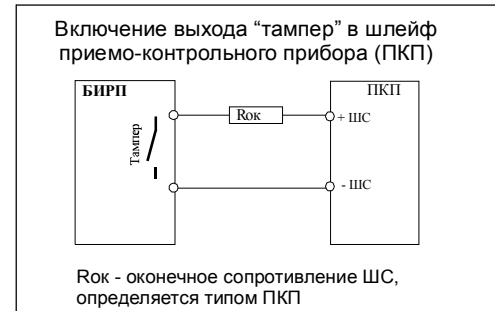 Включение выхода “тампер” в шлейф
приемо-контрольного прибора (ПКП)
БИРП
ПКП
Rок
+ ШС
Тампер
- ШС
Rок - оконечное сопротивление ШС,
определяется типом ПКП